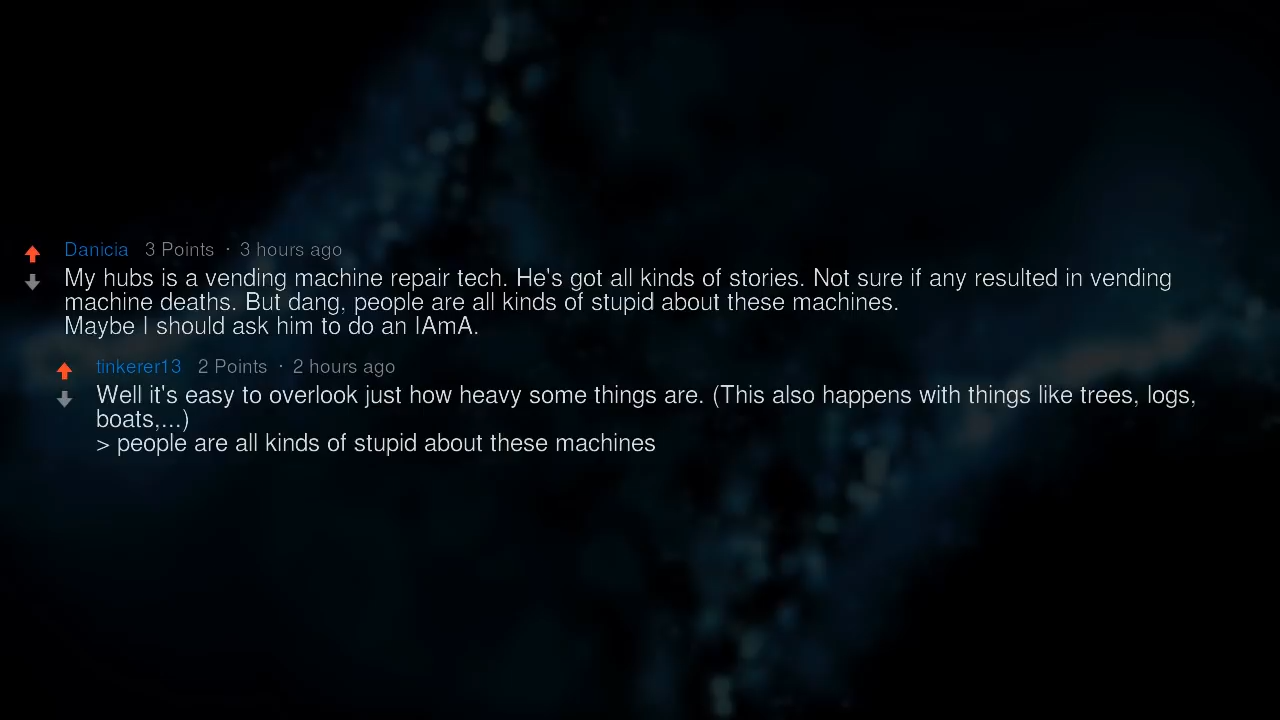 Danicia 3 Points · 3 hours ago
My hubs is a vending machine repair tech. He's got all kinds of stories. Not sure if any resulted in vending
machine deaths. But dang, people are all kinds of stupid about these machines.
Maybe I should ask him to do an IAmA.
tinkerer13 2 Points · 2 hours ago
Well it's easy to overlook just how heavy some things are. (This also happens with things like trees, logs,
boats,...)
> people are all kinds of stupid about these machines